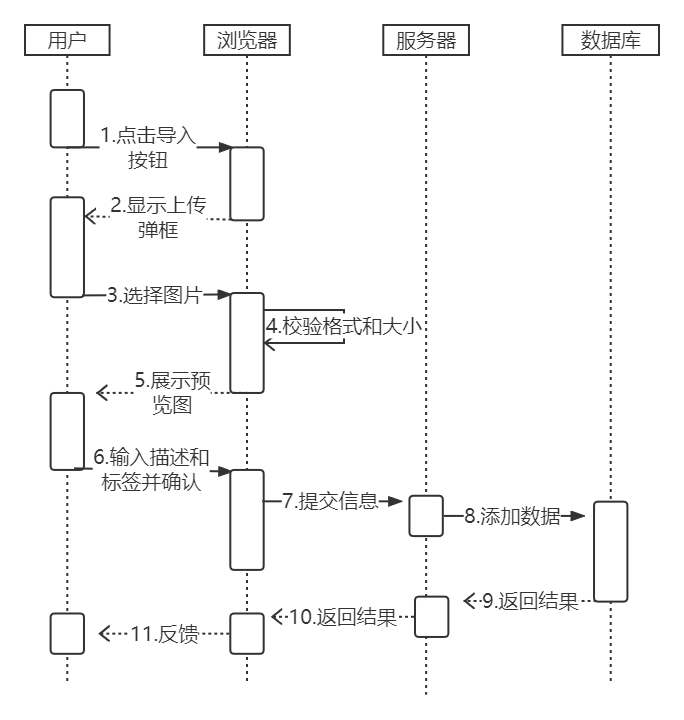 用户
浏览器
服务器
数据库
1.点击导入
按钮
2.显示上传
弹框
3.选择图片
4.校验格式和大小
5.展示预
览图
6.输入描述和
标签并确认
7.提交信息
8.添加数据
9.返回结果
10.返回结果
11.反馈